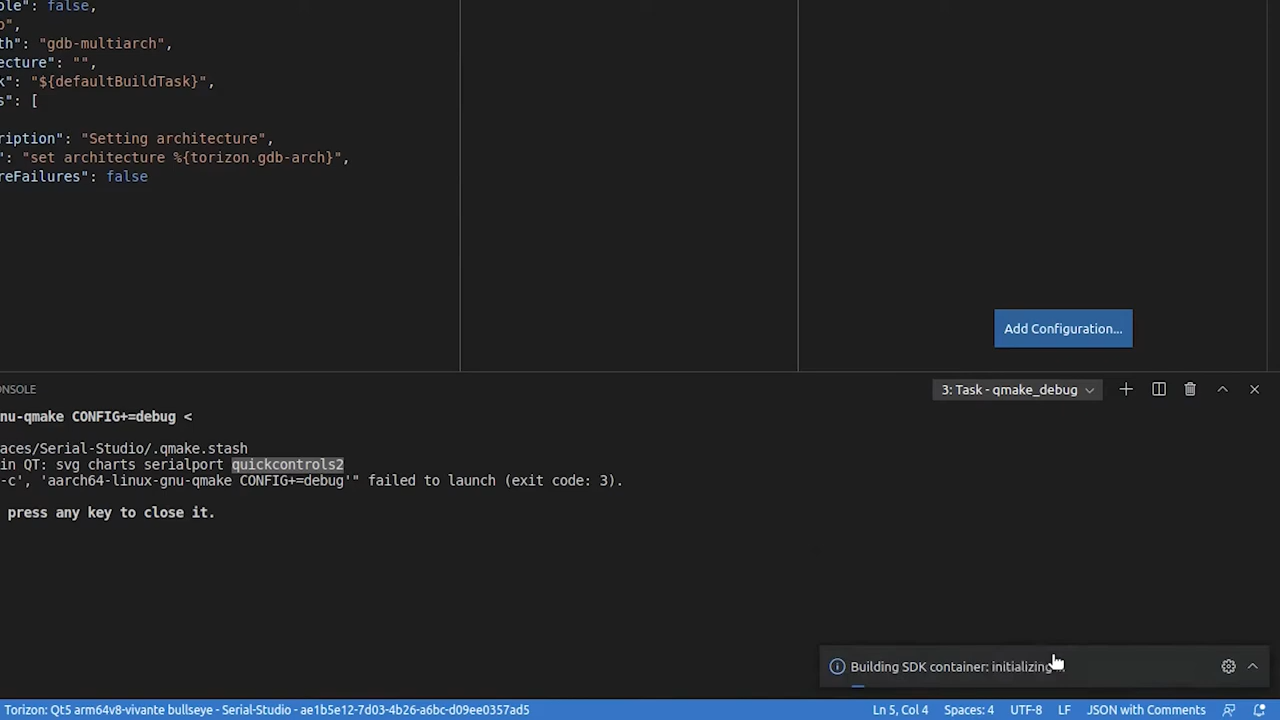 ole": false,
o",
th": "gdb-multiarch",
ecture": "",
k": "${defaultBuildTask}",
s": [
ription": "Setting architecture",
": "set architecture %{torizon.gdb-arch}",
reFailures": false
Add Configuration...
ONSOLE
3: Task - qmake_debug
nu-qmake CONFIG+=debug <
aces/Serial-Studio/.qmake.stash
in QT: svg charts serialport quickcontrols2
-c', 'aarch64-linux-gnu-qmake CONFIG+=debug'" failed to launch (exit code: 3).
press any key to close it.
Building SDK container: initializing...
Torizon: Qt5 arm64v8-vivante bullseye - Serial-Studio - ae1b5e12-7d03-4b26-a6bc-d09ee0357ad5
Ln 5, Col 4
Spaces: 4
UTF-8
LF
JSON with Comments